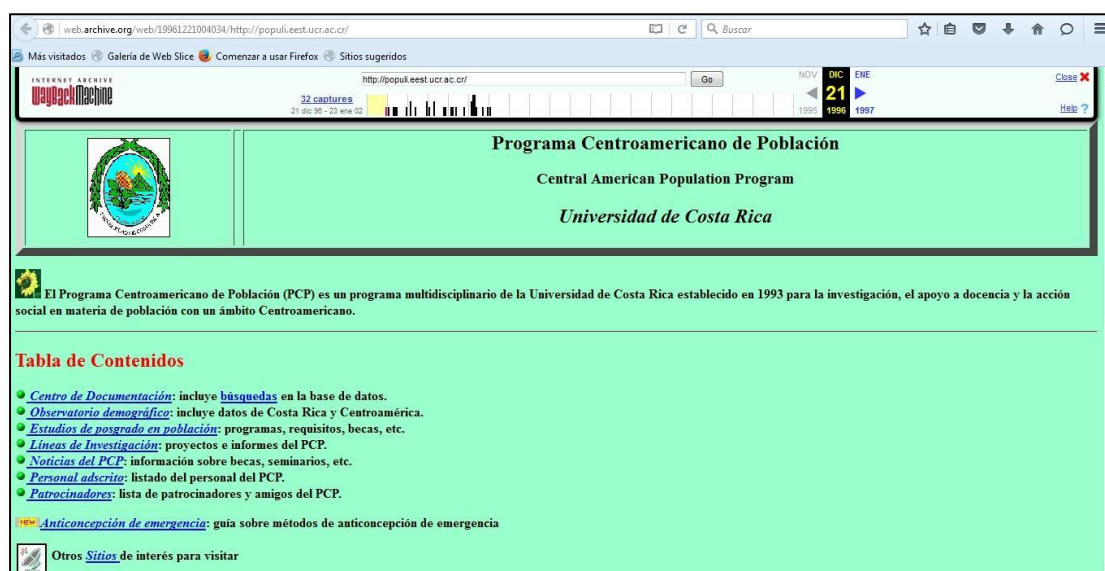 web.archive.org/web/19961221004034/http://populi.eest.ucr.ac.cr/
Buscar
Más visitados Galería de Web Slice Comenzar a usar Firefox Sitios sugeridos
INTERNET ARCHIVE
WayBackMachine
http://populi.eest.ucr.ac.cr/
Go
NOV DIC ENE
Close
32 captures
21 dic 96 - 23 ene 02
21
1995 1996 1997
Help ?
Programa Centroamericano de Población
Central American Population Program
Universidad de Costa Rica
El Programa Centroamericano de Población (PCP) es un programa multidisciplinario de la Universidad de Costa Rica establecido en 1993 para la investigación, el apoyo a docencia y la acción
social en materia de población con un ámbito Centroamericano.
Tabla de Contenidos
Centro de Documentación: incluye búsquedas en la base de datos.
Observatorio demográfico: incluye datos de Costa Rica y Centroamérica.
Estudios de posgrado en población: programas, requisitos, becas, etc.
Líneas de Investigación: proyectos e informes del PCP.
Noticias del PCP: información sobre becas, seminarios, etc.
Personal adscrito: listado del personal del PCP.
Patrocinadores: lista de patrocinadores y amigos del PCP.
NEW Anticoncepción de emergencia: guía sobre métodos de anticoncepción de emergencia
Otros Sitios de interés para visitar